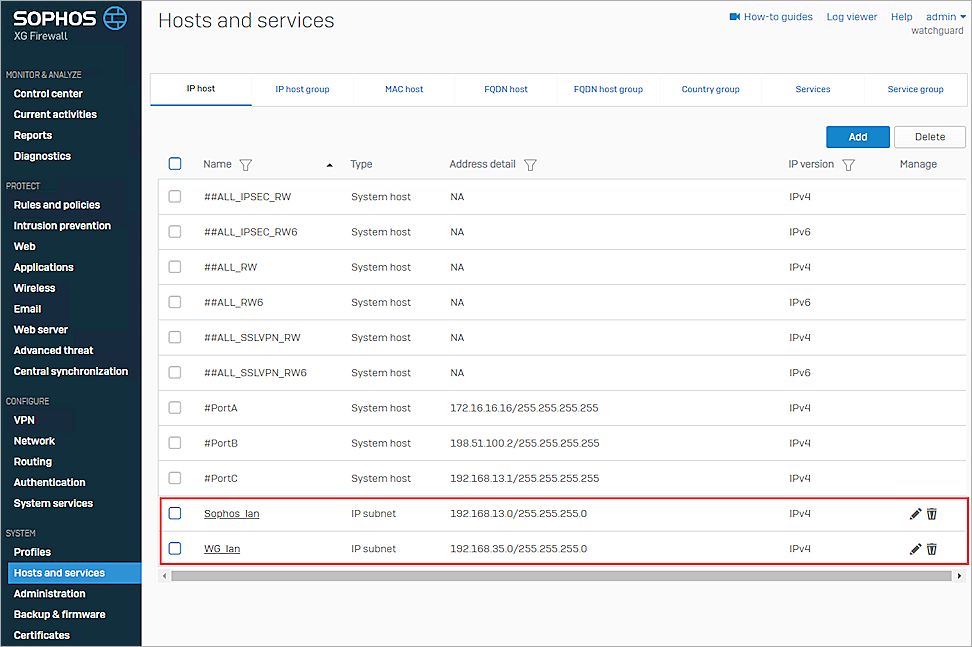 SOPHOS
XG Firewall
MONITOR & ANALYZE
Control center
Current activities
Reports
Diagnostics
PROTECT
Rules and policies
Intrusion prevention
Web
Applications
Wireless
Email
Web server
Advanced threat
Central synchronization
CONFIGURE
VPN
Network
Routing
Authentication
System services
SYSTEM
Profiles
Hosts and services
Administration
Backup & firmware
Certificates
Hosts and services
How-to guides Log viewer Help admin
watchguard
IP host IP host group MAC host FQDN host FQDN host group Country group Services Service group
Add Delete
Name Type Address detail IP version Manage
##ALL_IPSEC_RW System host NA IPv4
##ALL_IPSEC_RW6 System host NA IPv6
##ALL_RW System host NA IPv4
##ALL_RW6 System host NA IPv6
##ALL_SSLVPN_RW System host NA IPv4
##ALL_SSLVPN_RW6 System host NA IPv6
#PortA System host 172.16.16.16/255.255.255.255 IPv4
#PortB System host 198.51.100.2/255.255.255.255 IPv4
#PortC System host 192.168.13.1/255.255.255.255 IPv4
Sophos_lan IP subnet 192.168.13.0/255.255.255.0 IPv4
WG_lan IP subnet 192.168.35.0/255.255.255.0 IPv4